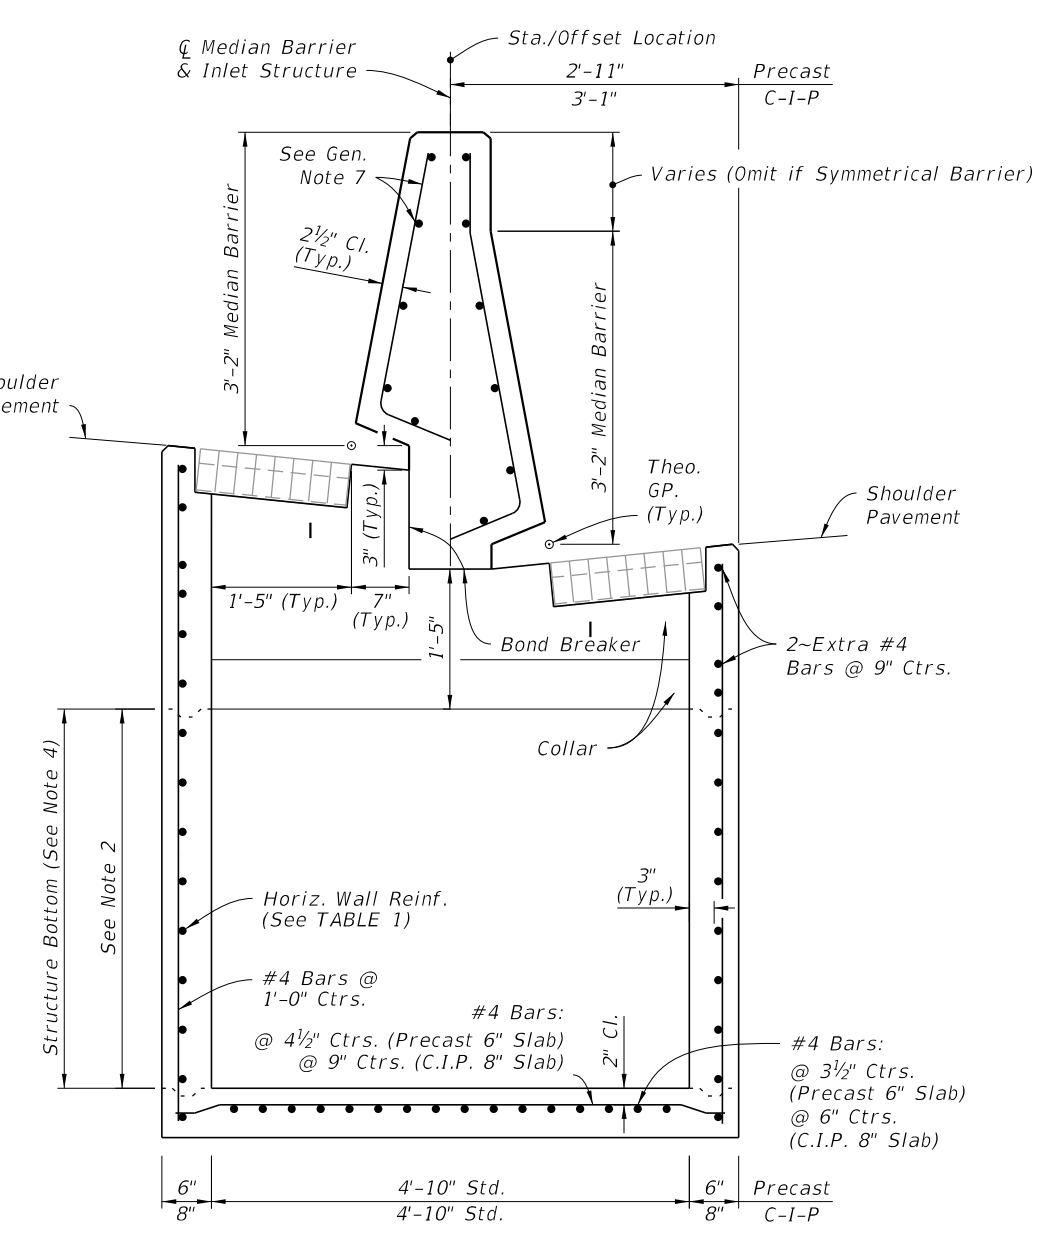 Sta./Offset Location
℄ Median Barrier
& Inlet Structure
2'-11" Precast
3'-1" C-I-P
See Gen.
Note 7
Varies (Omit if Symmetrical Barrier)
2½" Cl.
(Typ.)
3'-2" Median Barrier
3'-2" Median Barrier
oulder
ement
Theo.
GP.
(Typ.)
Shoulder
Pavement
3" (Typ.)
1'-5" (Typ.)
7"
(Typ.)
1'-5"
Bond Breaker
2~Extra #4
Bars @ 9" Ctrs.
Collar
Structure Bottom (See Note 4)
See Note 2
3"
(Typ.)
Horiz. Wall Reinf.
(See TABLE 1)
#4 Bars @
1'-0" Ctrs.
#4 Bars:
@ 4½" Ctrs. (Precast 6" Slab)
@ 9" Ctrs. (C.I.P. 8" Slab)
2" Cl.
#4 Bars:
@ 3½" Ctrs.
(Precast 6" Slab)
@ 6" Ctrs.
(C.I.P. 8" Slab)
6" 4'-10" Std. 6" Precast
8" 4'-10" Std. 8" C-I-P